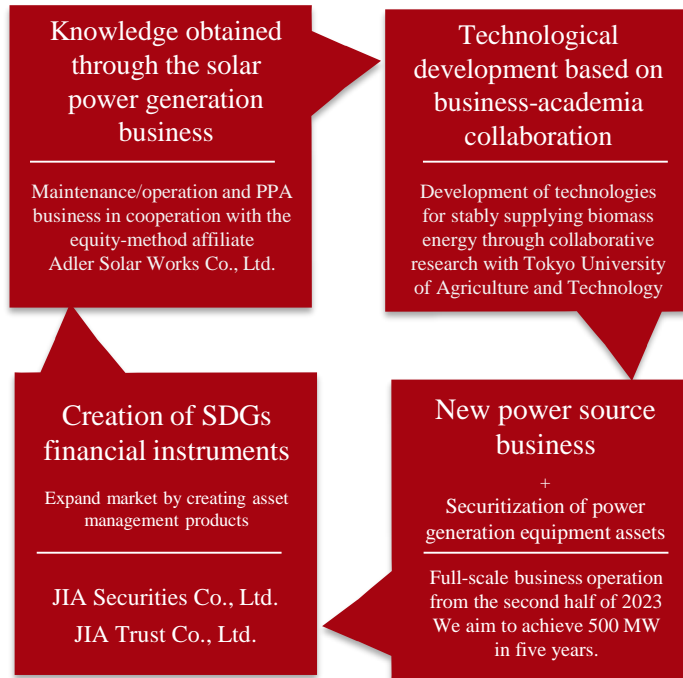 Knowledge obtained
through the solar
power generation
business
Maintenance/operation and PPA
business in cooperation with the
equity-method affiliate
Adler Solar Works Co., Ltd.
Technological
development based on
business-academia
collaboration
Development of technologies
for stably supplying biomass
energy through collaborative
research with Tokyo University
of Agriculture and Technology
New power source
business
+
Securitization of power
generation equipment assets
Full-scale business operation
from the second half of 2023
We aim to achieve 500 MW
in five years.
Creation of SDGs
financial instruments
Expand market by creating asset
management products
JIA Securities Co., Ltd.
JIA Trust Co., Ltd.